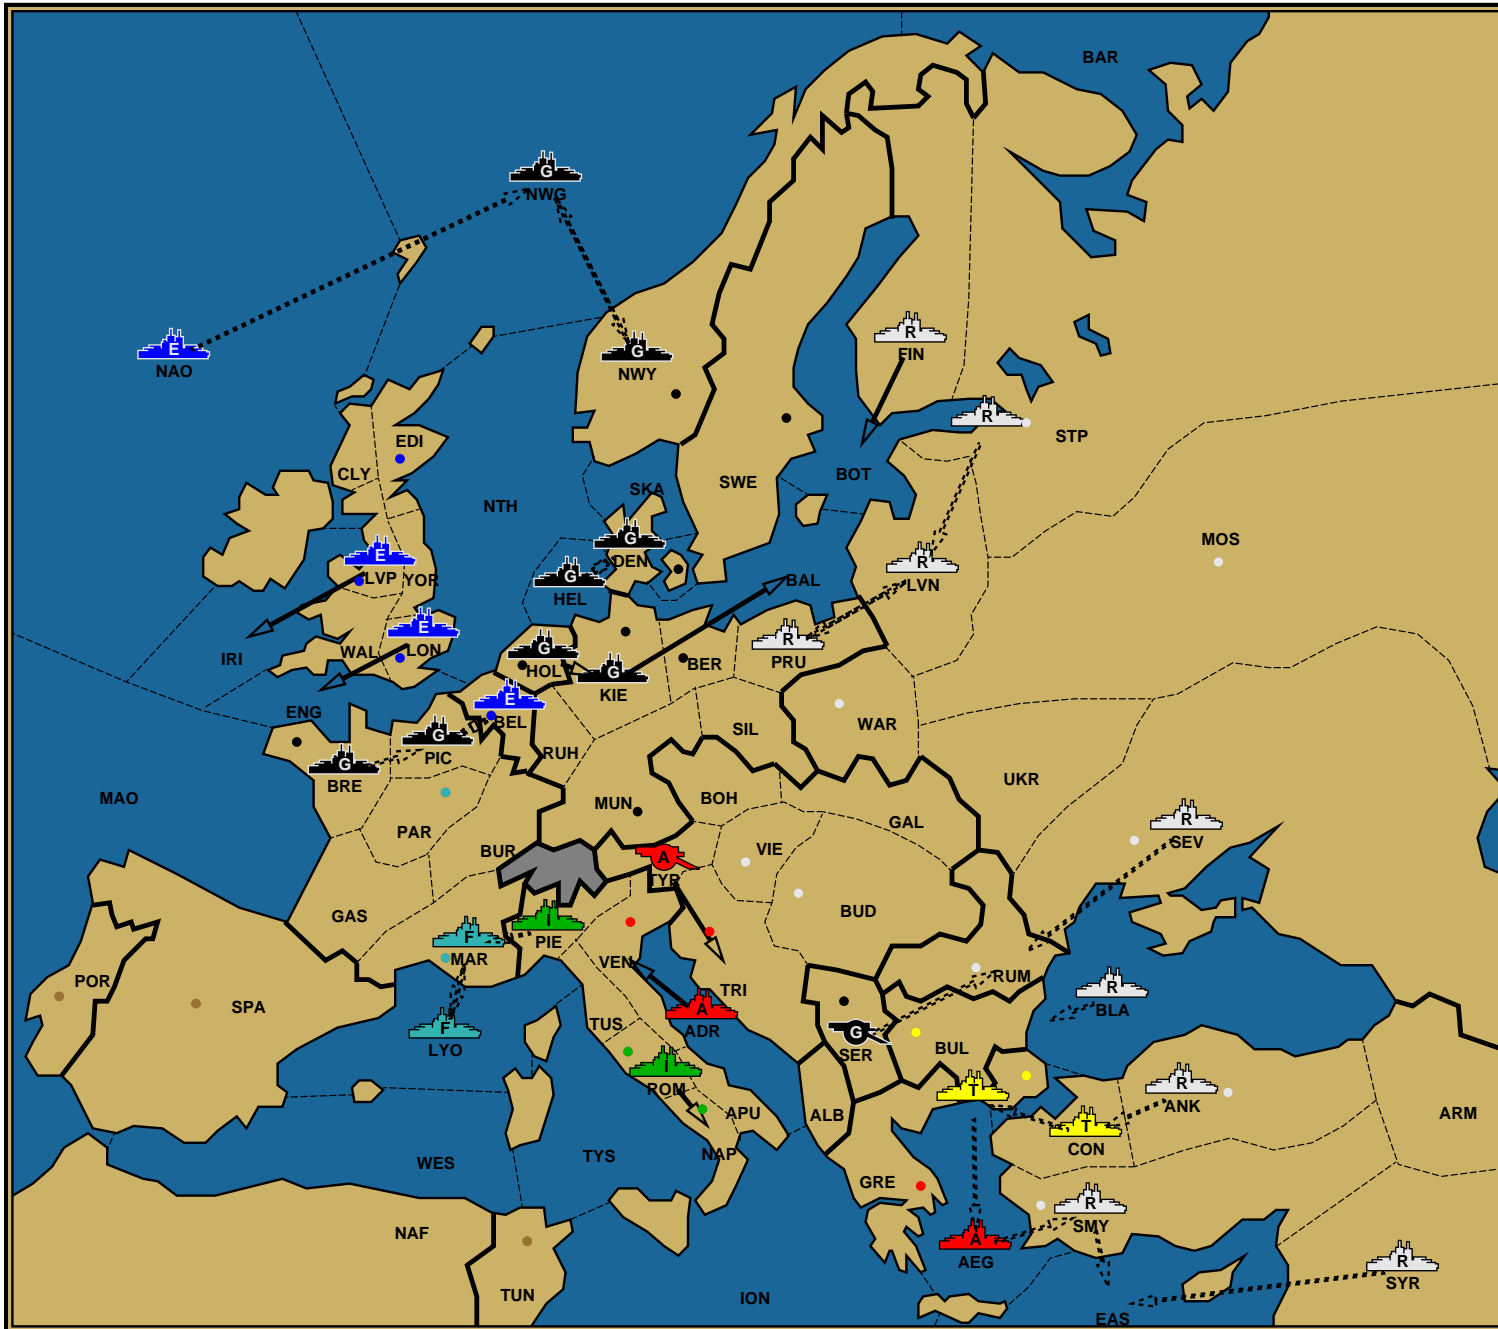 BAR
G
NWG
E
NAO
G
NWY
R
FIN
R
STP
EDI
CLY
BOT
SWE
SKA
NTH
G
DEN
MOS
E
LVP
YOR
G
HEL
BAL
R
LVN
E
LON
WAL
IRI
G
HOL
G
KIE
BER
R
PRU
ENG
E
BEL
WAR
SIL
G
PIC
RUH
G
BRE
UKR
MAO
MUN
BOH
PAR
GAL
R
SEV
BUR
VIE
A
TYR
BUD
GAS
F
MAR
I
PIE
VEN
POR
SPA
RUM
TRI
R
BLA
A
ADR
F
LYO
TUS
G
SER
BUL
I
ROM
T
R
ANK
APU
ALB
T
CON
ARM
NAP
WES
TYS
GRE
R
SMY
NAF
A
AEG
R
SYR
TUN
ION
EAS